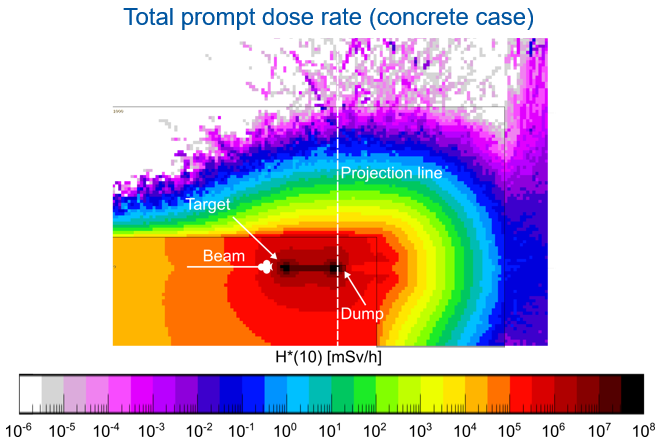 Total prompt dose rate (concrete case)
Projection line
Target
Beam
Dump
H*(10) [mSv/h]
10-6 10-5 10-4 10-3 10-2 10-1 100 101 102 103 104 105 106 107 108